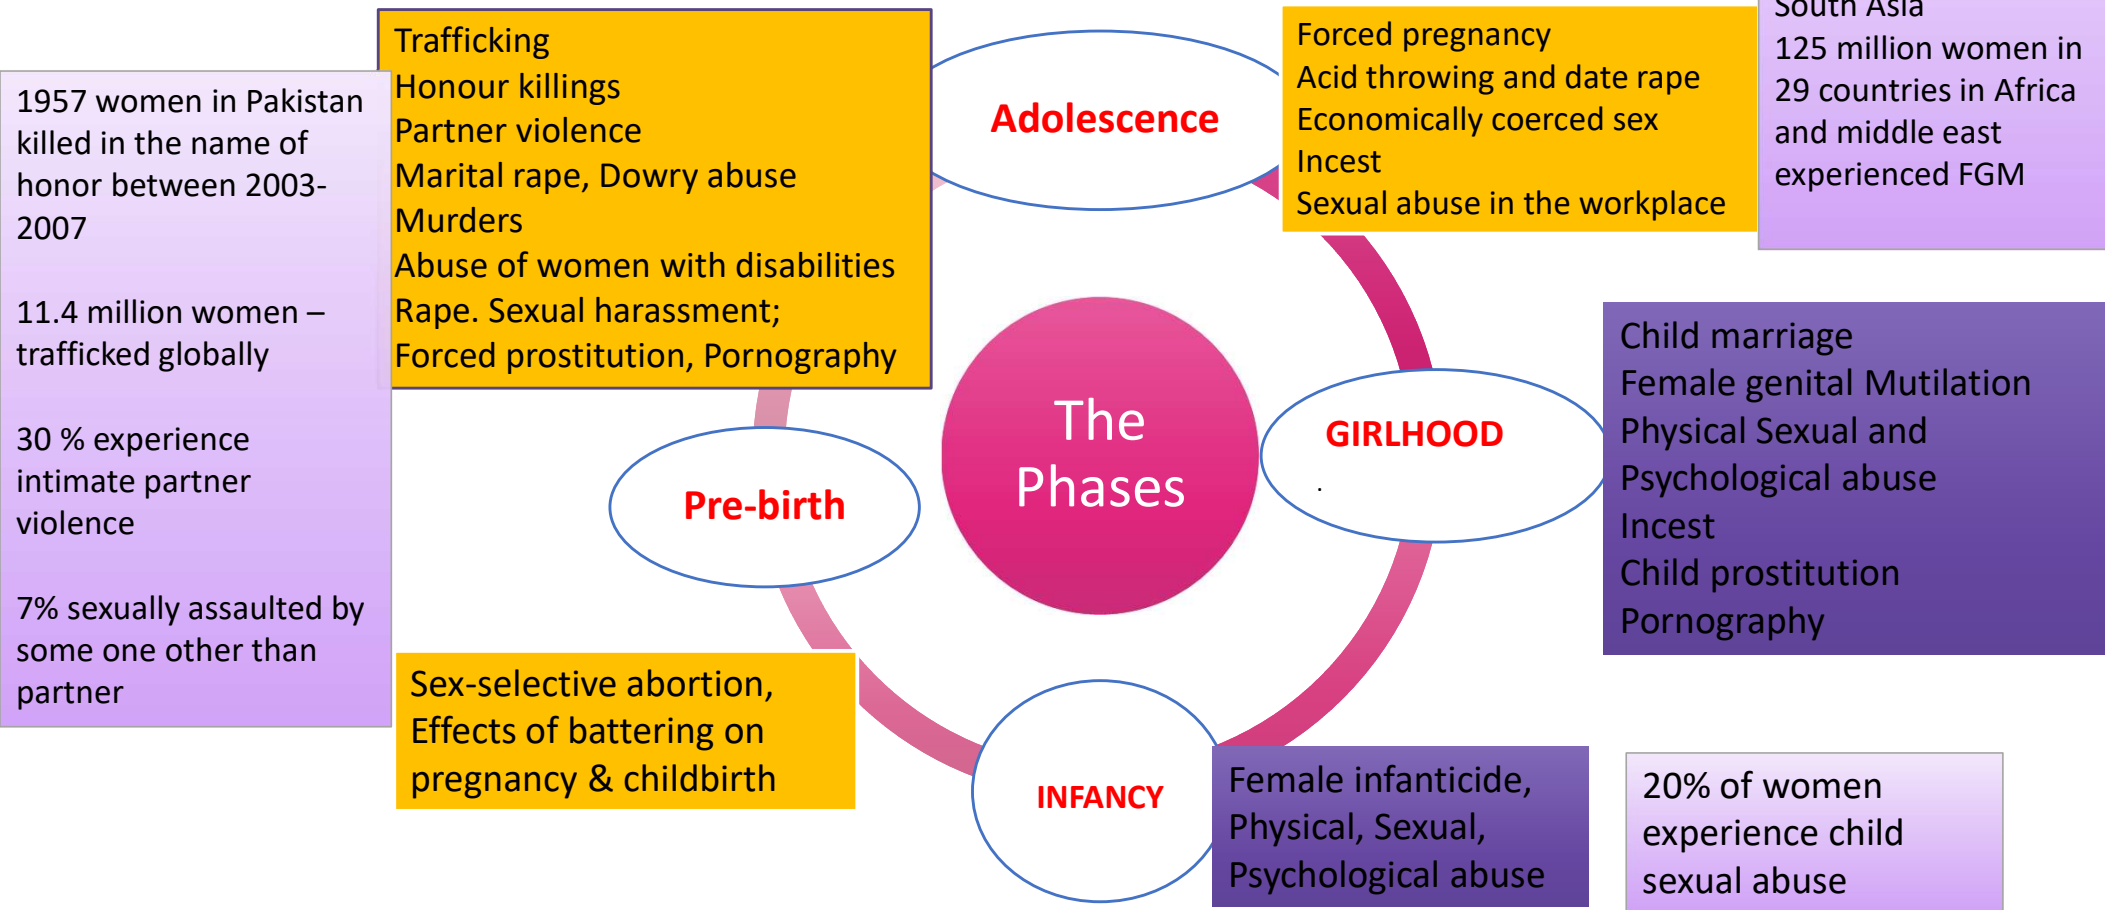 1957 women in Pakistan
killed in the name of
honor between 2003-
2007
11.4 million women –
trafficked globally
30 % experience
intimate partner
violence
7% sexually assaulted by
some one other than
partner
Trafficking
Honour killings
Partner violence
Marital rape, Dowry abuse
Murders
Abuse of women with disabilities
Rape. Sexual harassment;
Forced prostitution, Pornography
Adolescence
Forced pregnancy
Acid throwing and date rape
Economically coerced sex
Incest
Sexual abuse in the workplace
South Asia
125 million women in
29 countries in Africa
and middle east
experienced FGM
The
Phases
GIRLHOOD
.
Child marriage
Female genital Mutilation
Physical Sexual and
Psychological abuse
Incest
Child prostitution
Pornography
Pre-birth
Sex-selective abortion,
Effects of battering on
pregnancy & childbirth
INFANCY
Female infanticide,
Physical, Sexual,
Psychological abuse
20% of women
experience child
sexual abuse